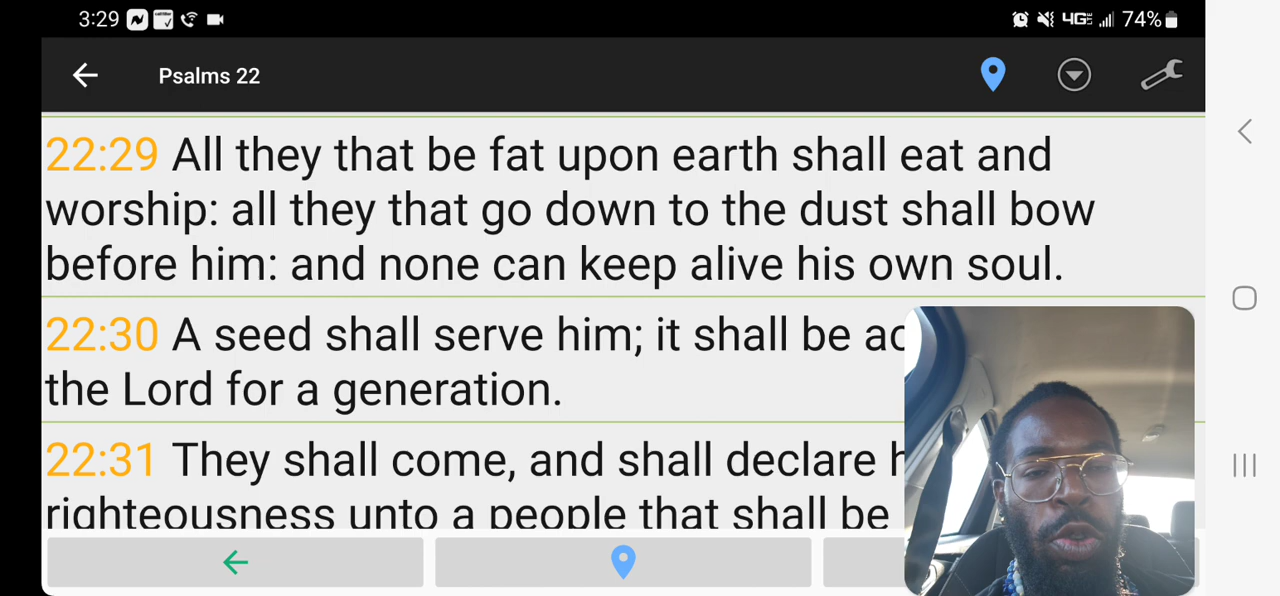 3:29 4G LTE 74%
Psalms 22
22:29 All they that be fat upon earth shall eat and
worship: all they that go down to the dust shall bow
before him: and none can keep alive his own soul.
22:30 A seed shall serve him; it shall be
the Lord for a generation.
22:31 They shall come, and shall declare
righteousness unto a people that shall be